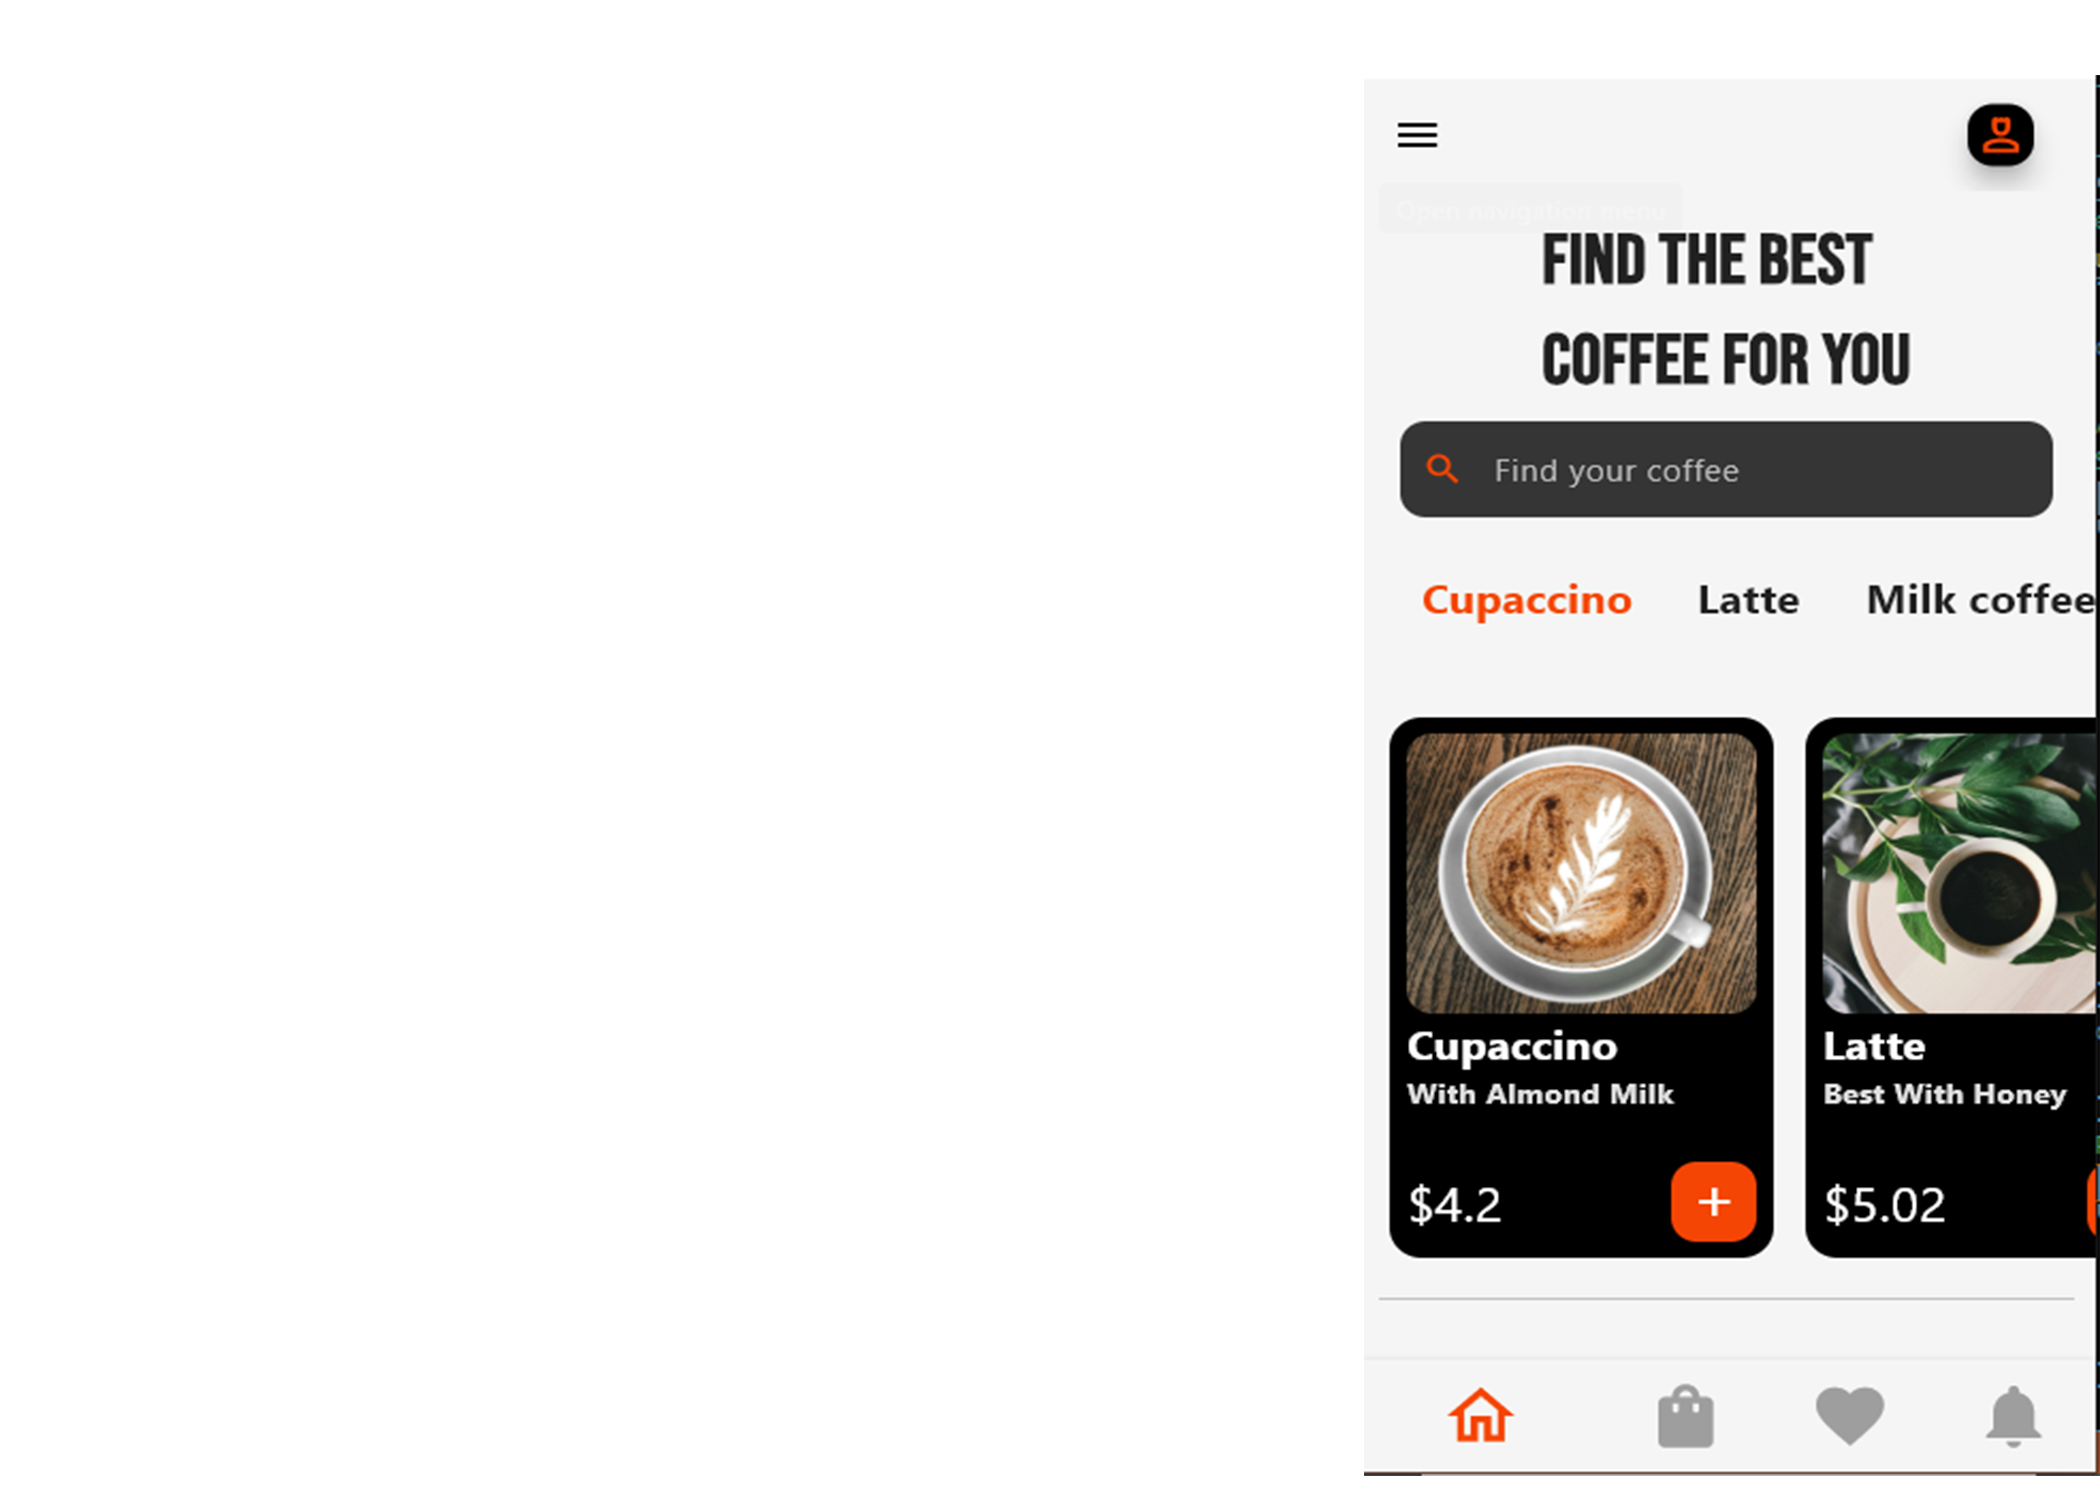 Open navigation menu
FIND THE BEST
COFFEE FOR YOU
Find your coffee
Cupaccino Latte Milk coffee
Cupaccino
With Almond Milk
$4.2
+
Latte
Best With Honey
$5.02